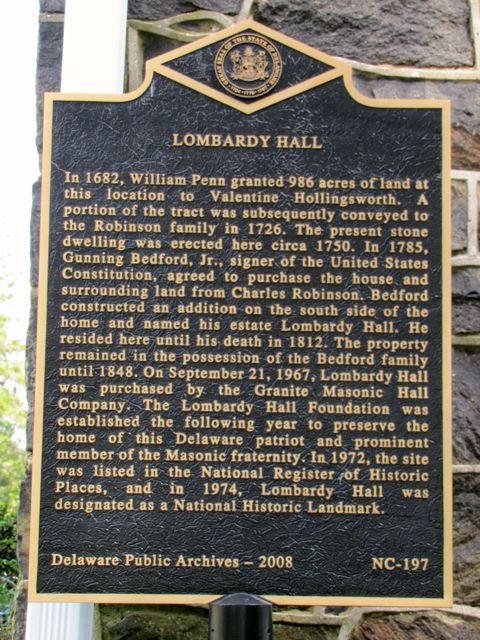 GREAT SEAL OF THE STATE OF DELAWARE
LOMBARDY HALL
In 1682, William Penn granted 986 acres of land at
this location to Valentine Hollingsworth. A
portion of the tract was subsequently conveyed to
the Robinson family in 1726. The present stone
dwelling was erected here circa 1750. In 1785,
Gunning Bedford, Jr., signer of the United States
Constitution, agreed to purchase the house and
surrounding land from Charles Robinson. Bedford
constructed an addition on the south side of the
home and named his estate Lombardy Hall. He
resided here until his death in 1812. The property
remained in the possession of the Bedford family
until 1848. On September 21, 1967, Lombardy Hall
was purchased by the Granite Masonic Hall
Company. The Lombardy Hall Foundation was
established the following year to preserve the
home of this Delaware patriot and prominent
member of the Masonic fraternity. In 1972, the site
was listed in the National Register of Historic
Places, and in 1974, Lombardy Hall was
designated as a National Historic Landmark.
Delaware Public Archives – 2008 NC-197